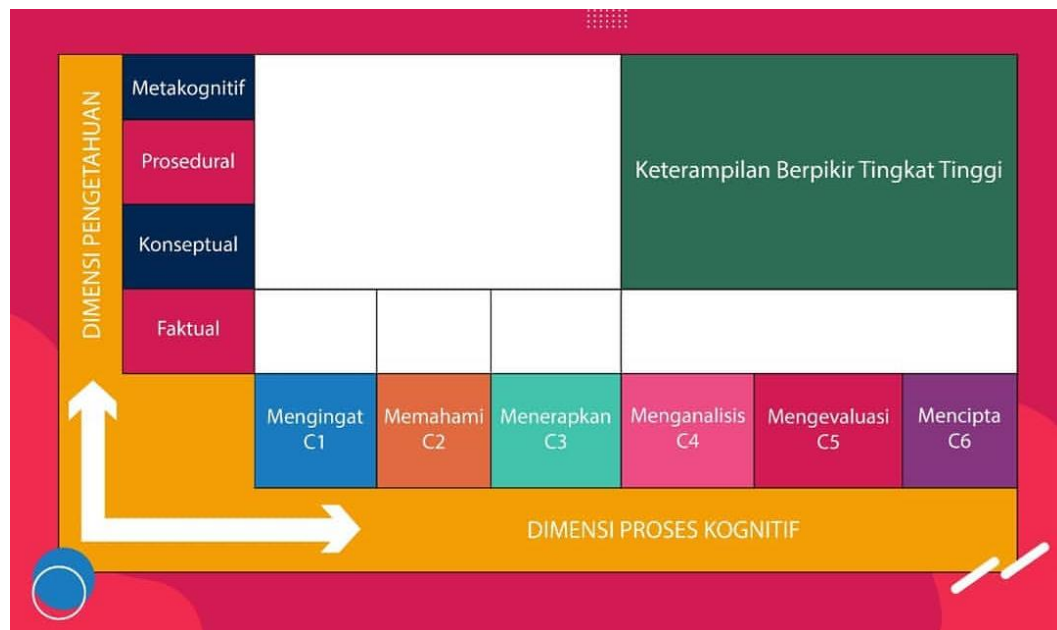 DIMENSI PENGETAHUAN
Metakognitif
Prosedural
Konseptual
Faktual
Keterampilan Berpikir Tingkat Tinggi
Mengingat
C1
Memahami
C2
Menerapkan
C3
Menganalisis
C4
Mengevaluasi
C5
Mencipta
C6
DIMENSI PROSES KOGNITIF